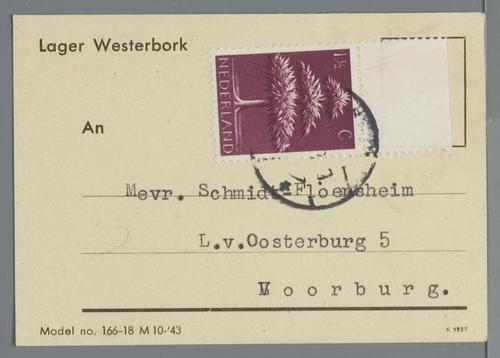 Lager Westerbork
1½
NEDERLAND
C
An
Mevr. Schmidt-Floersheim
L.v.Oosterburg 5
Voorburg.
Model no. 166-18 M 10-'43
K 1827